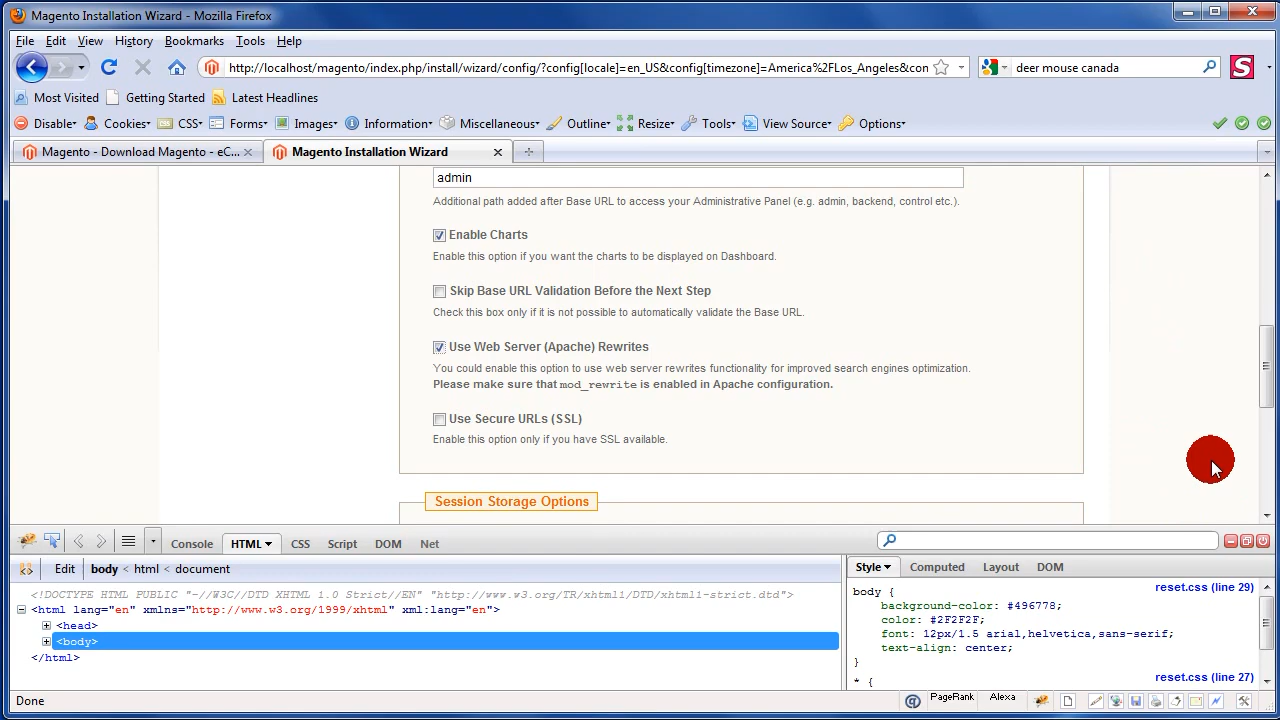 Magento Installation Wizard - Mozilla Firefox
File Edit View History Bookmarks Tools Help
http://localhost/magento/index.php/install/wizard/config/?config[locale]=en_US&config[timezone]=America%2FLos_Angeles&con
deer mouse canada
S
Most Visited Getting Started Latest Headlines
Disable Cookies CSS Forms Images Information Miscellaneous Outline Resize Tools View Source Options
Magento - Download Magento - eC... Magento Installation Wizard
admin
Additional path added after Base URL to access your Administrative Panel (e.g. admin, backend, control etc.).
Enable Charts
Enable this option if you want the charts to be displayed on Dashboard.
Skip Base URL Validation Before the Next Step
Check this box only if it is not possible to automatically validate the Base URL.
Use Web Server (Apache) Rewrites
You could enable this option to use web server rewrites functionality for improved search engines optimization.
Please make sure that mod_rewrite is enabled in Apache configuration.
Use Secure URLs (SSL)
Enable this option only if you have SSL available.
Session Storage Options
Console HTML CSS Script DOM Net
Edit body < html < document
Style Computed Layout DOM
<!DOCTYPE HTML PUBLIC "-//W3C//DTD XHTML 1.0 Strict//EN" "http://www.w3.org/TR/xhtml1/DTD/xhtml1-strict.dtd">
<html lang="en" xmlns="http://www.w3.org/1999/xhtml" xml:lang="en">
<head>
<body>
</html>
reset.css (line 29)
body {
background-color: #496778;
color: #2F2F2F;
font: 12px/1.5 arial,helvetica,sans-serif;
text-align: center;
}
reset.css (line 27)
* {
Done
PageRank Alexa